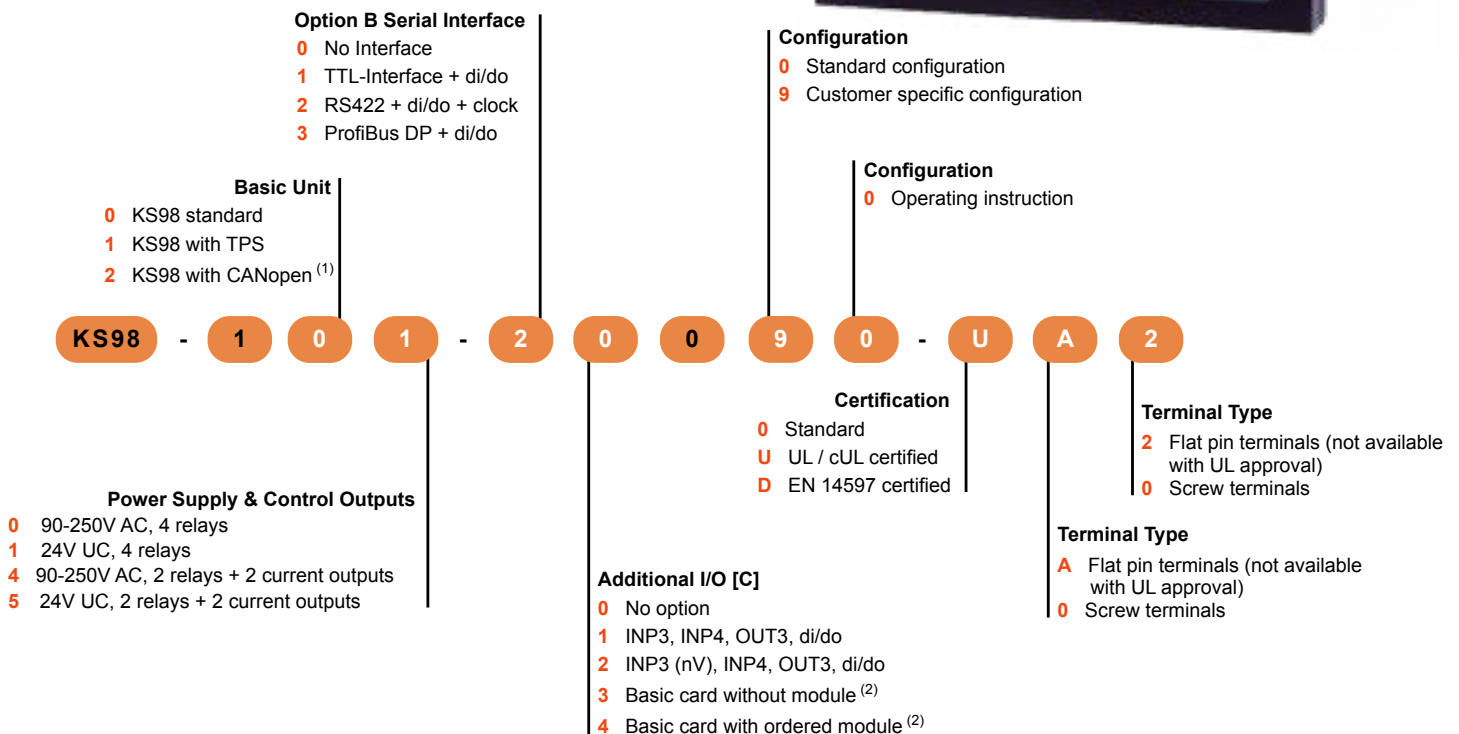 Option B Serial Interface
0 No Interface
1 TTL-Interface + di/do
2 RS422 + di/do + clock
3 ProfiBus DP + di/do
Configuration
0 Standard configuration
9 Customer specific configuration
Configuration
0 Operating instruction
Basic Unit
0 KS98 standard
1 KS98 with TPS
2 KS98 with CANopen (1)
KS98 - 1 0 1 - 2 0 0 9 0 - U A 2
Certification
0 Standard
U UL / cUL certified
D EN 14597 certified
Terminal Type
2 Flat pin terminals (not available
with UL approval)
0 Screw terminals
Power Supply & Control Outputs
0 90-250V AC, 4 relays
1 24V UC, 4 relays
4 90-250V AC, 2 relays + 2 current outputs
5 24V UC, 2 relays + 2 current outputs
Terminal Type
A Flat pin terminals (not available
with UL approval)
0 Screw terminals
Additional I/O [C]
0 No option
1 INP3, INP4, OUT3, di/do
2 INP3 (nV), INP4, OUT3, di/do
3 Basic card without module (2)
4 Basic card with ordered module (2)